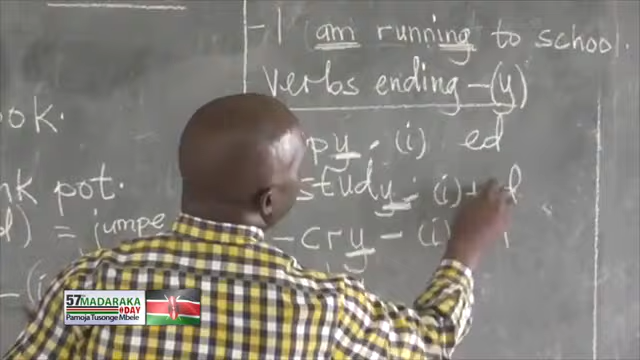 - I am running to school.
verbs ending -(y)
ook.
py - (i) ed
nk pot.
study - (i)+
d) = jumpe
- cry - (i)
- (i
57 MADARAKA DAY
Pamoja Tusonge Mbele